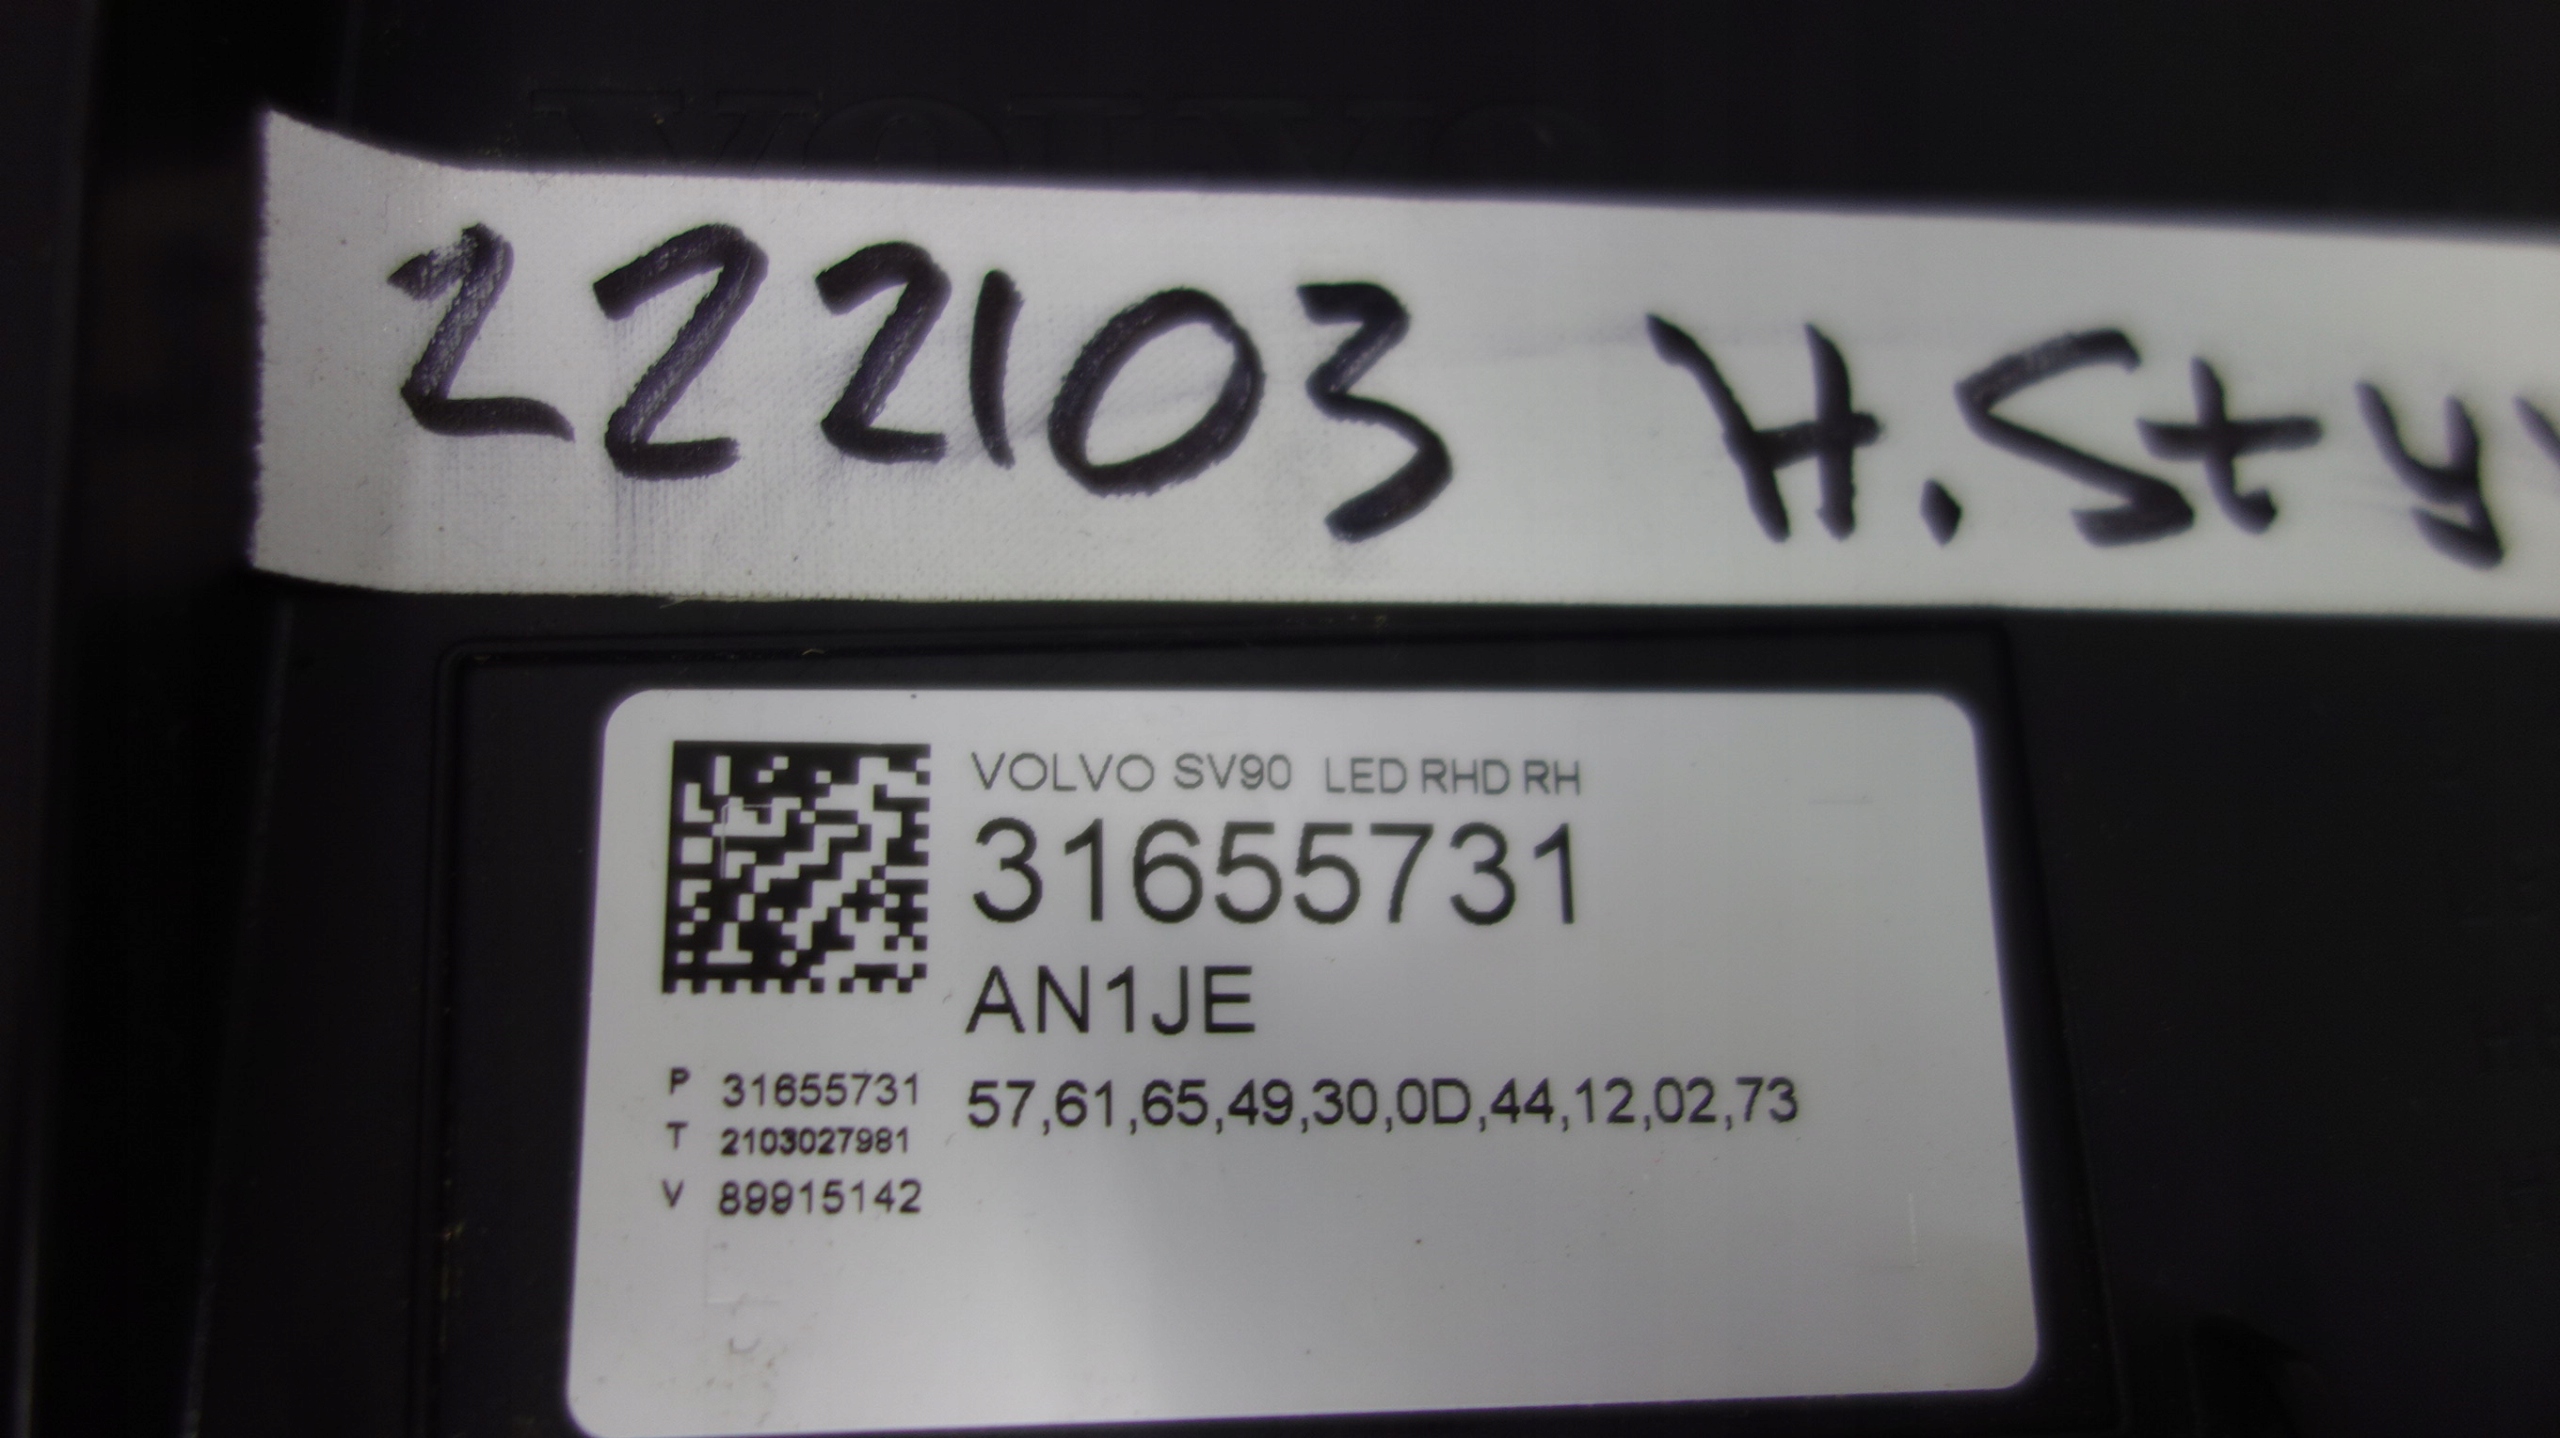 VOLVO
222103 H.Sty
VOLVO SV90 LED RHD RH
31655731
AN1JE
P 31655731
57,61,65,49,30,0D,44,12,02,73
T 2103027981
V 89915142